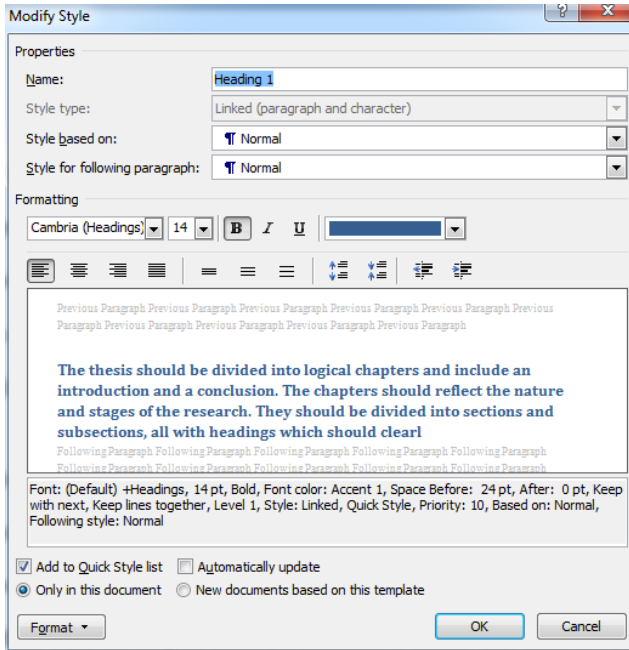 Modify Style
Properties
Name:
Heading 1
Style type:
Linked (paragraph and character)
Style based on:
¶ Normal
Style for following paragraph:
¶ Normal
Formatting
Cambria (Headings) 14 B I U
Previous Paragraph Previous Paragraph Previous Paragraph Previous Paragraph Previous Paragraph Previous
Paragraph Previous Paragraph Previous Paragraph Previous Paragraph Previous Paragraph
The thesis should be divided into logical chapters and include an
introduction and a conclusion. The chapters should reflect the nature
and stages of the research. They should be divided into sections and
subsections, all with headings which should clearl
Following Paragraph Following Paragraph Following Paragraph Following Paragraph Following Paragraph
Following Paragraph Following Paragraph Following Paragraph Following Paragraph Following Paragraph
Font: (Default) +Headings, 14 pt, Bold, Font color: Accent 1, Space Before: 24 pt, After: 0 pt, Keep
with next, Keep lines together, Level 1, Style: Linked, Quick Style, Priority: 10, Based on: Normal,
Following style: Normal
Add to Quick Style list Automatically update
Only in this document New documents based on this template
Format OK Cancel